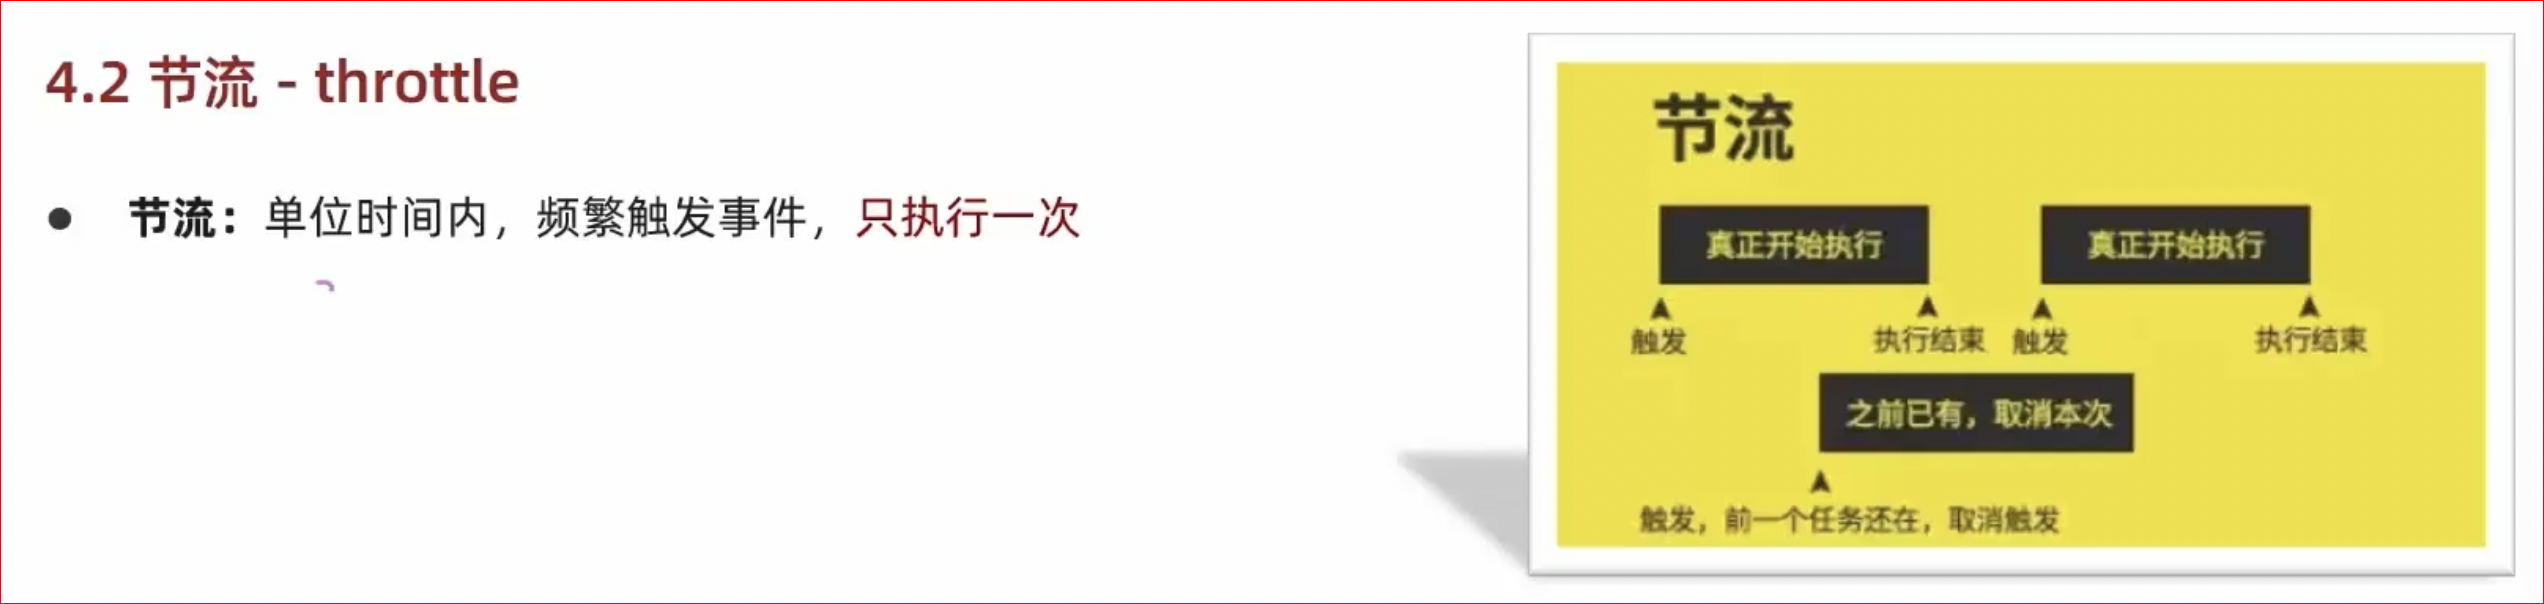 4.2 节流 - throttle
● 节流：单位时间内，频繁触发事件，只执行一次
节流
真正开始执行 真正开始执行
触发 执行结束 触发 执行结束
之前已有，取消本次
触发，前一个任务还在，取消触发